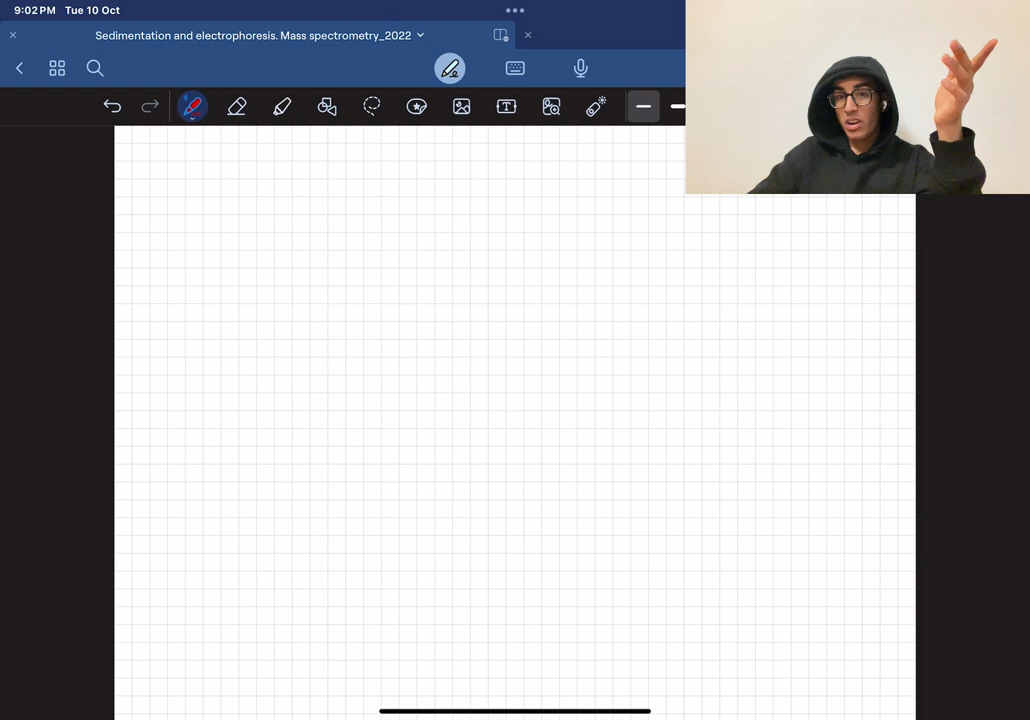 9:02 PM Tue 10 Oct
Sedimentation and electrophoresis. Mass spectrometry_2022
T